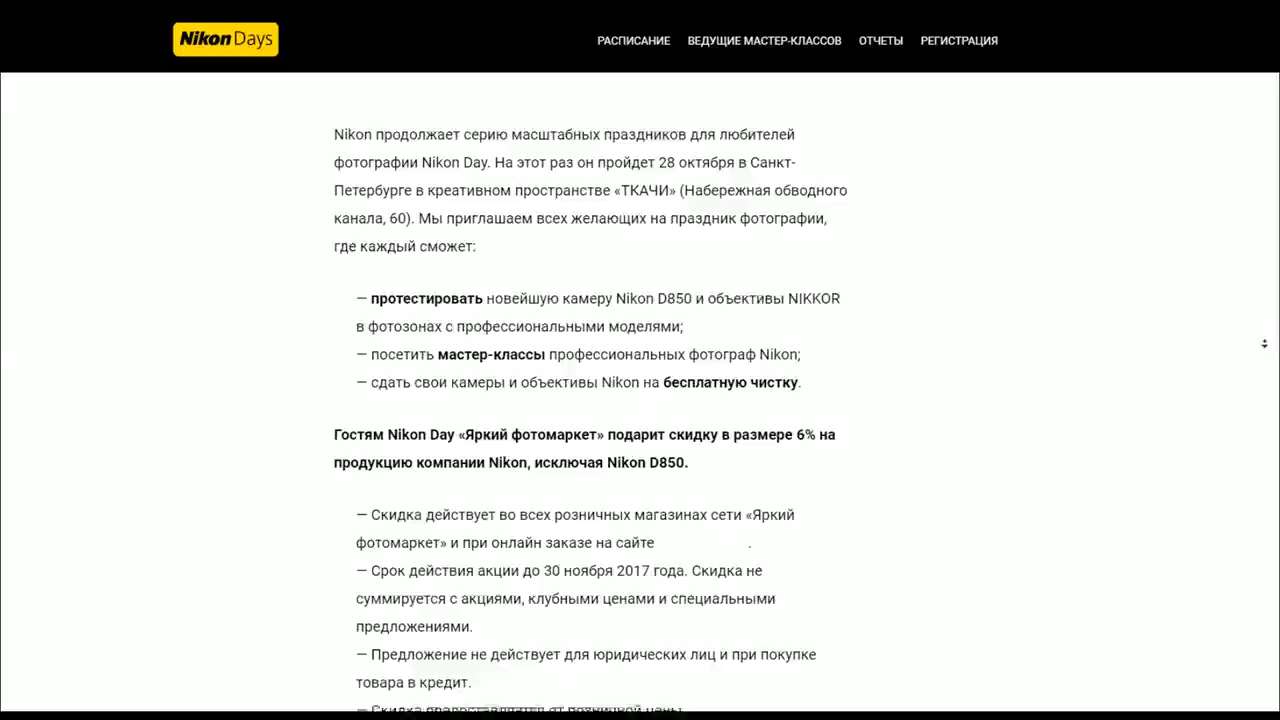 Nikon Days
РАСПИСАНИЕ ВЕДУЩИЕ МАСТЕР-КЛАССОВ ОТЧЕТЫ РЕГИСТРАЦИЯ
Nikon продолжает серию масштабных праздников для любителей
фотографии Nikon Day. На этот раз он пройдет 28 октября в Санкт-
Петербурге в креативном пространстве «ТКАЧИ» (Набережная обводного
канала, 60). Мы приглашаем всех желающих на праздник фотографии,
где каждый сможет:
— протестировать новейшую камеру Nikon D850 и объективы NIKKOR
в фотозонах с профессиональными моделями;
— посетить мастер-классы профессиональных фотограф Nikon;
— сдать свои камеры и объективы Nikon на бесплатную чистку.
Гостям Nikon Day «Яркий фотомаркет» подарит скидку в размере 6% на
продукцию компании Nikon, исключая Nikon D850.
— Скидка действует во всех розничных магазинах сети «Яркий
фотомаркет» и при онлайн заказе на сайте .
— Срок действия акции до 30 ноября 2017 года. Скидка не
суммируется с акциями, клубными ценами и специальными
предложениями.
— Предложение не действует для юридических лиц и при покупке
товара в кредит.
— Скидка предоставляется от розничной цены